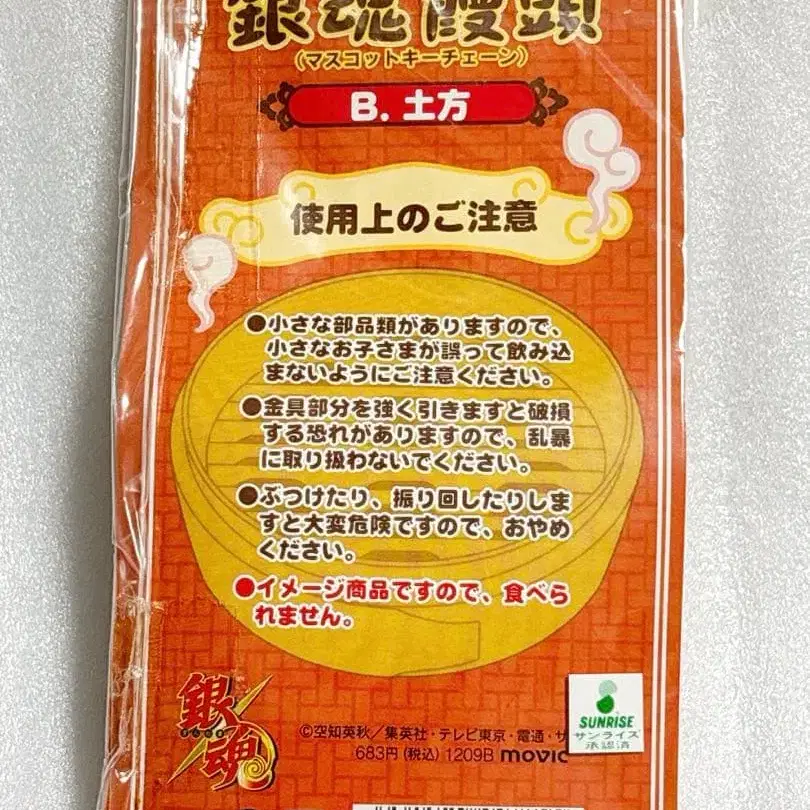 銀魂饅頭
(マスコットキーチェーン)
B. 土方
使用上のご注意
●小さな部品類がありますので、
小さなお子さまが誤って飲み込
まないようにご注意ください。
●金具部分を強く引きますと破損
する恐れがありますので、乱暴
に取り扱わないでください。
●ぶつけたり、振り回したりしま
すと大変危険ですので、おやめ
ください。
●イメージ商品ですので、食べら
れません。
銀魂
©空知英秋/集英社・テレビ東京・電通・サ
683円(税込) 1209B movic
SUNRISE
サンライズ
承認済